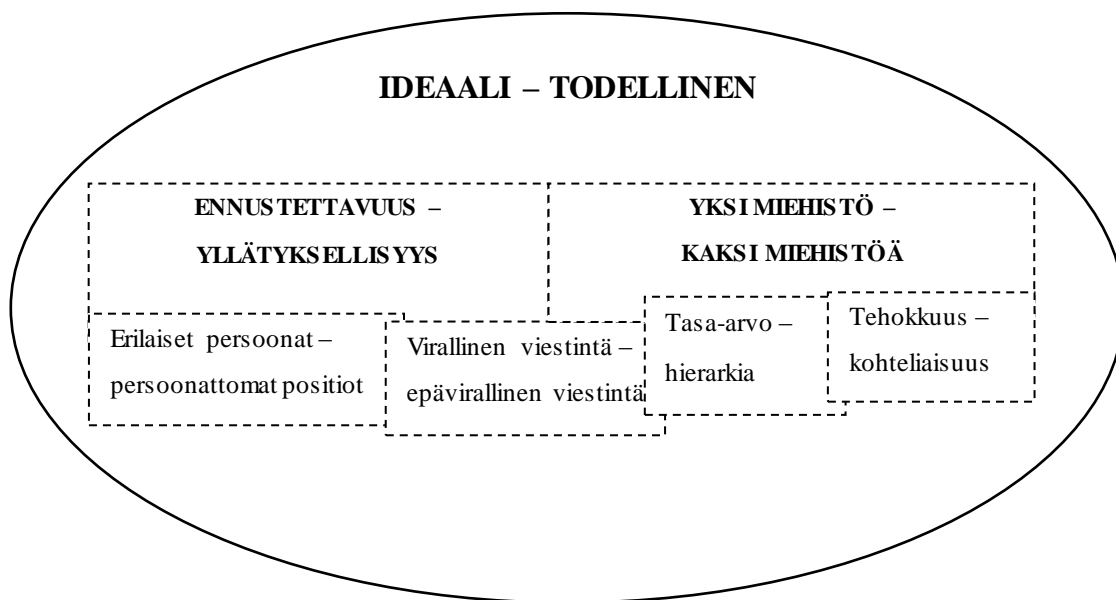 IDEAALI – TODELLINEN
ENNUSTETTAVUUS –
YLLÄTYKSELLISYYS
YKSI MIEHISTÖ –
KAKSI MIEHISTÖÄ
Erilaiset persoonat –
persoonattomat positiot
Virallinen viestintä –
epävirallinen viestintä
Tasa-arvo –
hierarkia
Tehokkuus –
kohteliaisuus